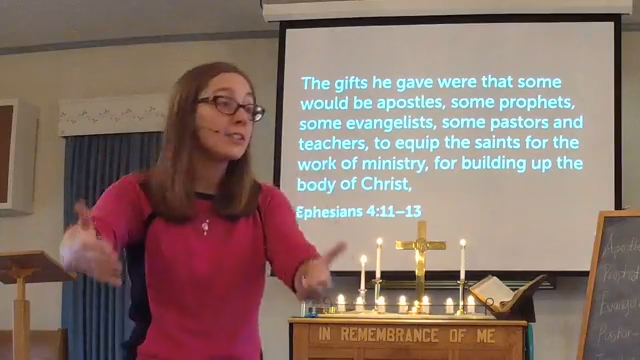 The gifts he gave were that some
would be apostles, some prophets,
some evangelists, some pastors and
teachers, to equip the saints for the
work of ministry, for building up the
body of Christ,
Ephesians 4:11–13
IN REMEMBRANCE OF ME